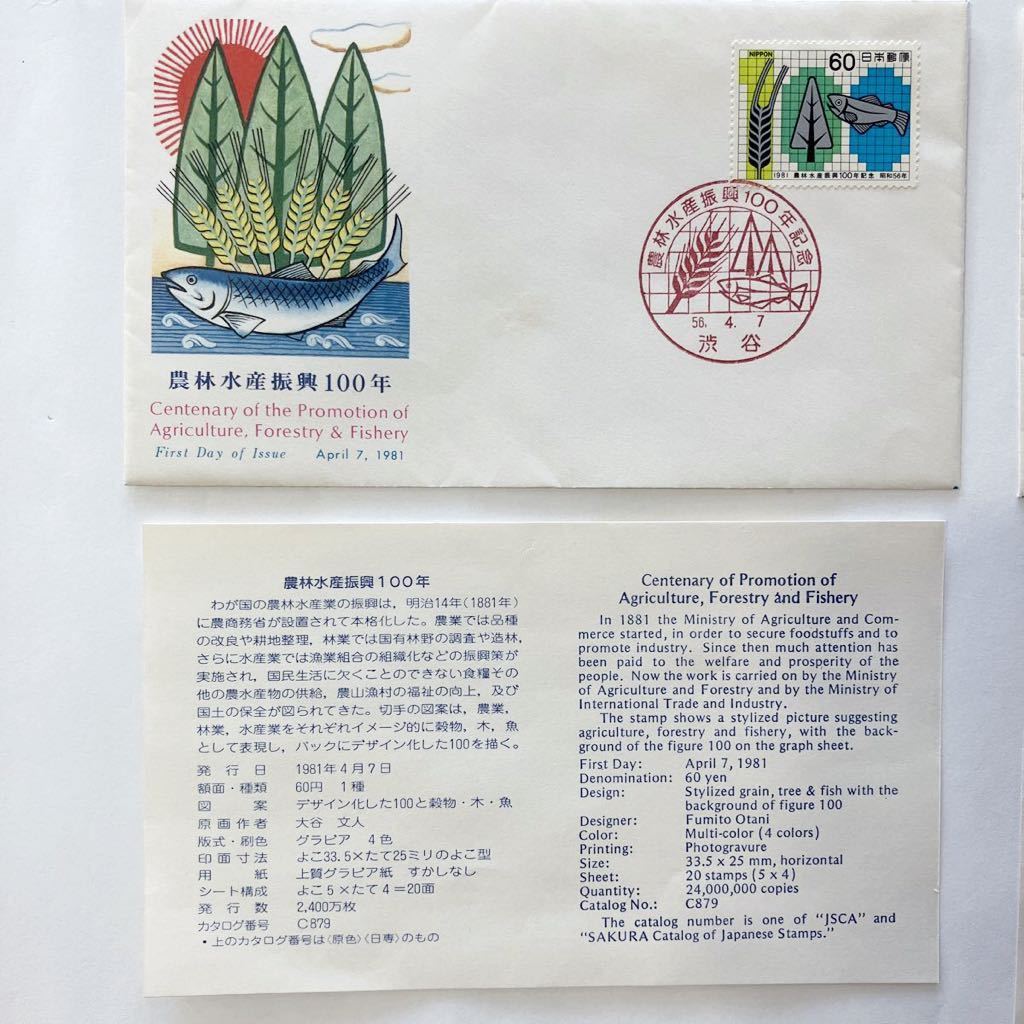 NIPPON
60 日本郵便
1981 農林水産振興100年記念 昭和56年
農林水産振興100年記念
56. 4. 7
渋谷
農林水産振興100年
Centenary of the Promotion of
Agriculture, Forestry & Fishery
First Day of Issue April 7, 1981
農林水産振興100年
わが国の農林水産業の振興は，明治14年(1881年)
に農商務省が設置されて本格化した。農業では品種
の改良や耕地整理，林業では国有林野の調査や造林，
さらに水産業では漁業組合の組織化などの振興策が
実施され，国民生活に欠くことのできない食糧その
他の農水産物の供給，農山漁村の福祉の向上，及び
国土の保全が図られてきた。切手の図案は，農業，
林業，水産業をそれぞれイメージ的に穀物，木，魚
として表現し，バックにデザイン化した100を描く。
発行日 1981年4月7日
額面・種類 60円 1種
図案 デザイン化した100と穀物・木・魚
原画作者 大谷 文人
版式・刷色 グラビア 4色
印面寸法 よこ33.5×たて25ミリのよこ型
用紙 上質グラビア紙 すかしなし
シート構成 よこ5×たて4=20面
発行数 2,400万枚
カタログ番号 C879
・上のカタログ番号は〈原色〉〈日専〉のもの
Centenary of Promotion of
Agriculture, Forestry and Fishery
In 1881 the Ministry of Agriculture and Com-
merce started, in order to secure foodstuffs and to
promote industry. Since then much attention has
been paid to the welfare and prosperity of the
people. Now the work is carried on by the Ministry
of Agriculture and Forestry and by the Ministry of
International Trade and Industry.
The stamp shows a stylized picture suggesting
agriculture, forestry and fishery, with the back-
ground of the figure 100 on the graph sheet.
First Day: April 7, 1981
Denomination: 60 yen
Design: Stylized grain, tree & fish with the
background of figure 100
Designer: Fumito Otani
Color: Multi-color (4 colors)
Printing: Photogravure
Size: 33.5 x 25 mm, horizontal
Sheet: 20 stamps (5 x 4)
Quantity: 24,000,000 copies
Catalog No.: C879
The catalog number is one of "JSCA" and
"SAKURA Catalog of Japanese Stamps."